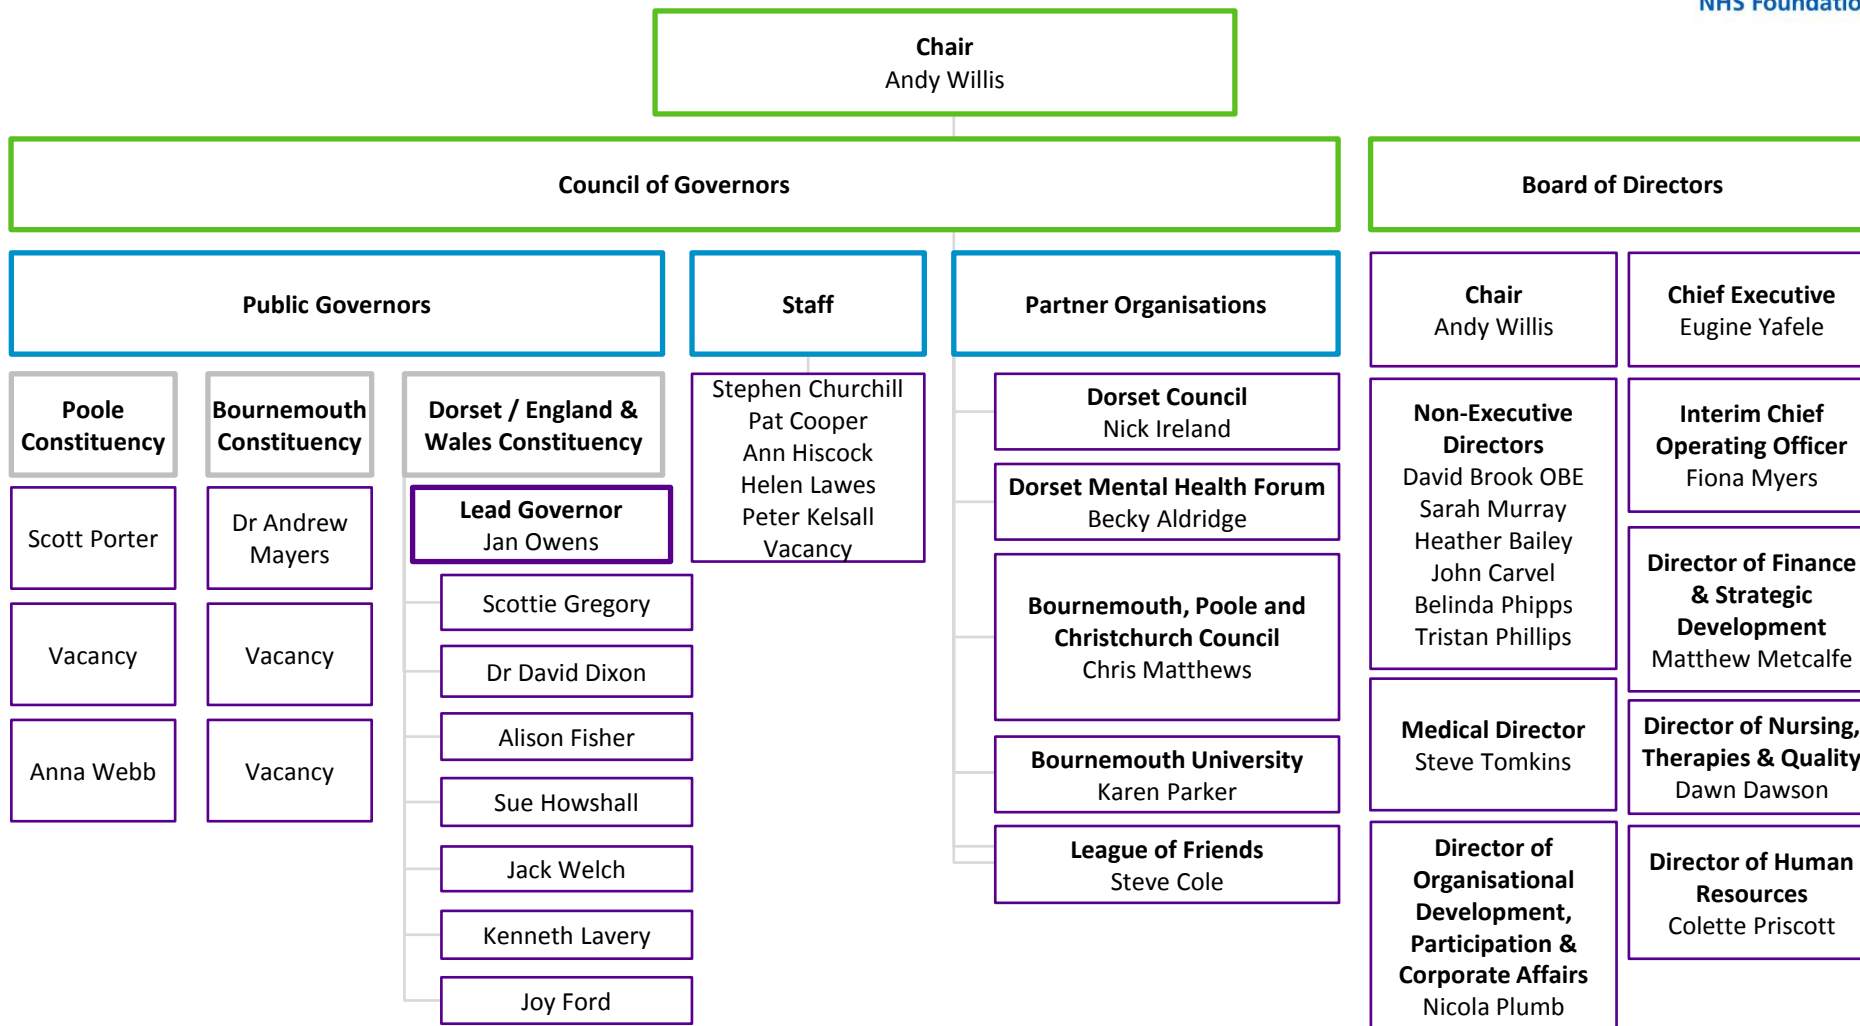 NHS Foundatio
Chair
Andy Willis
Council of Governors
Board of Directors
Public Governors
Staff
Partner Organisations
Chair
Andy Willis
Chief Executive
Eugine Yafele
Poole
Constituency
Bournemouth
Constituency
Dorset / England &
Wales Constituency
Scott Porter
Vacancy
Anna Webb
Dr Andrew
Mayers
Vacancy
Vacancy
Lead Governor
Jan Owens
Scottie Gregory
Dr David Dixon
Alison Fisher
Sue Howshall
Jack Welch
Kenneth Lavery
Joy Ford
Stephen Churchill
Pat Cooper
Ann Hiscock
Helen Lawes
Peter Kelsall
Vacancy
Dorset Council
Nick Ireland
Dorset Mental Health Forum
Becky Aldridge
Bournemouth, Poole and
Christchurch Council
Chris Matthews
Bournemouth University
Karen Parker
League of Friends
Steve Cole
Non-Executive
Directors
David Brook OBE
Sarah Murray
Heather Bailey
John Carvel
Belinda Phipps
Tristan Phillips
Medical Director
Steve Tomkins
Director of
Organisational
Development,
Participation &
Corporate Affairs
Nicola Plumb
Interim Chief
Operating Officer
Fiona Myers
Director of Finance
& Strategic
Development
Matthew Metcalfe
Director of Nursing,
Therapies & Quality
Dawn Dawson
Director of Human
Resources
Colette Priscott